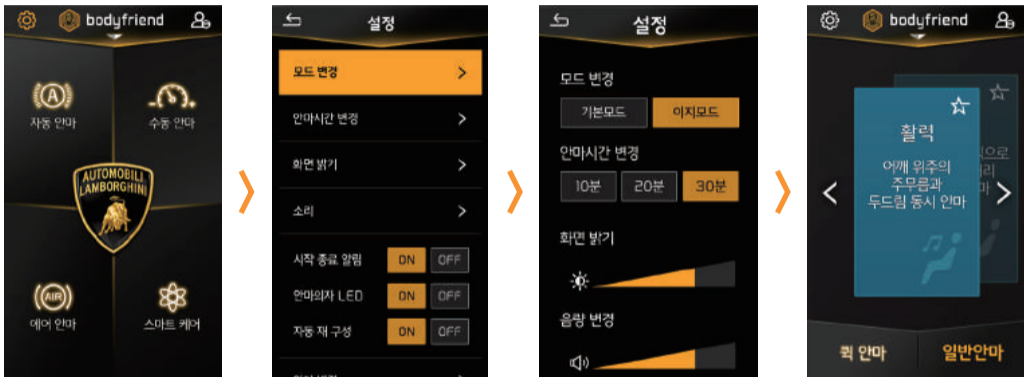 bodyfriend
자동 안마
수동 안마
AUTOMOBILI
LAMBORGHINI
에어 안마
스마트 케어
A
AIR
설정
모드 변경
안마시간 변경
화면 밝기
소리
시작 종료 알림 ON OFF
안마의자 LED ON OFF
자동 재 구성 ON OFF
설정
모드 변경
기본모드 이지모드
안마시간 변경
10분 20분 30분
화면 밝기
음량 변경
bodyfriend
활력
어깨 위주의
주무름과
두드림 동시 안마
퀵 안마 일반안마